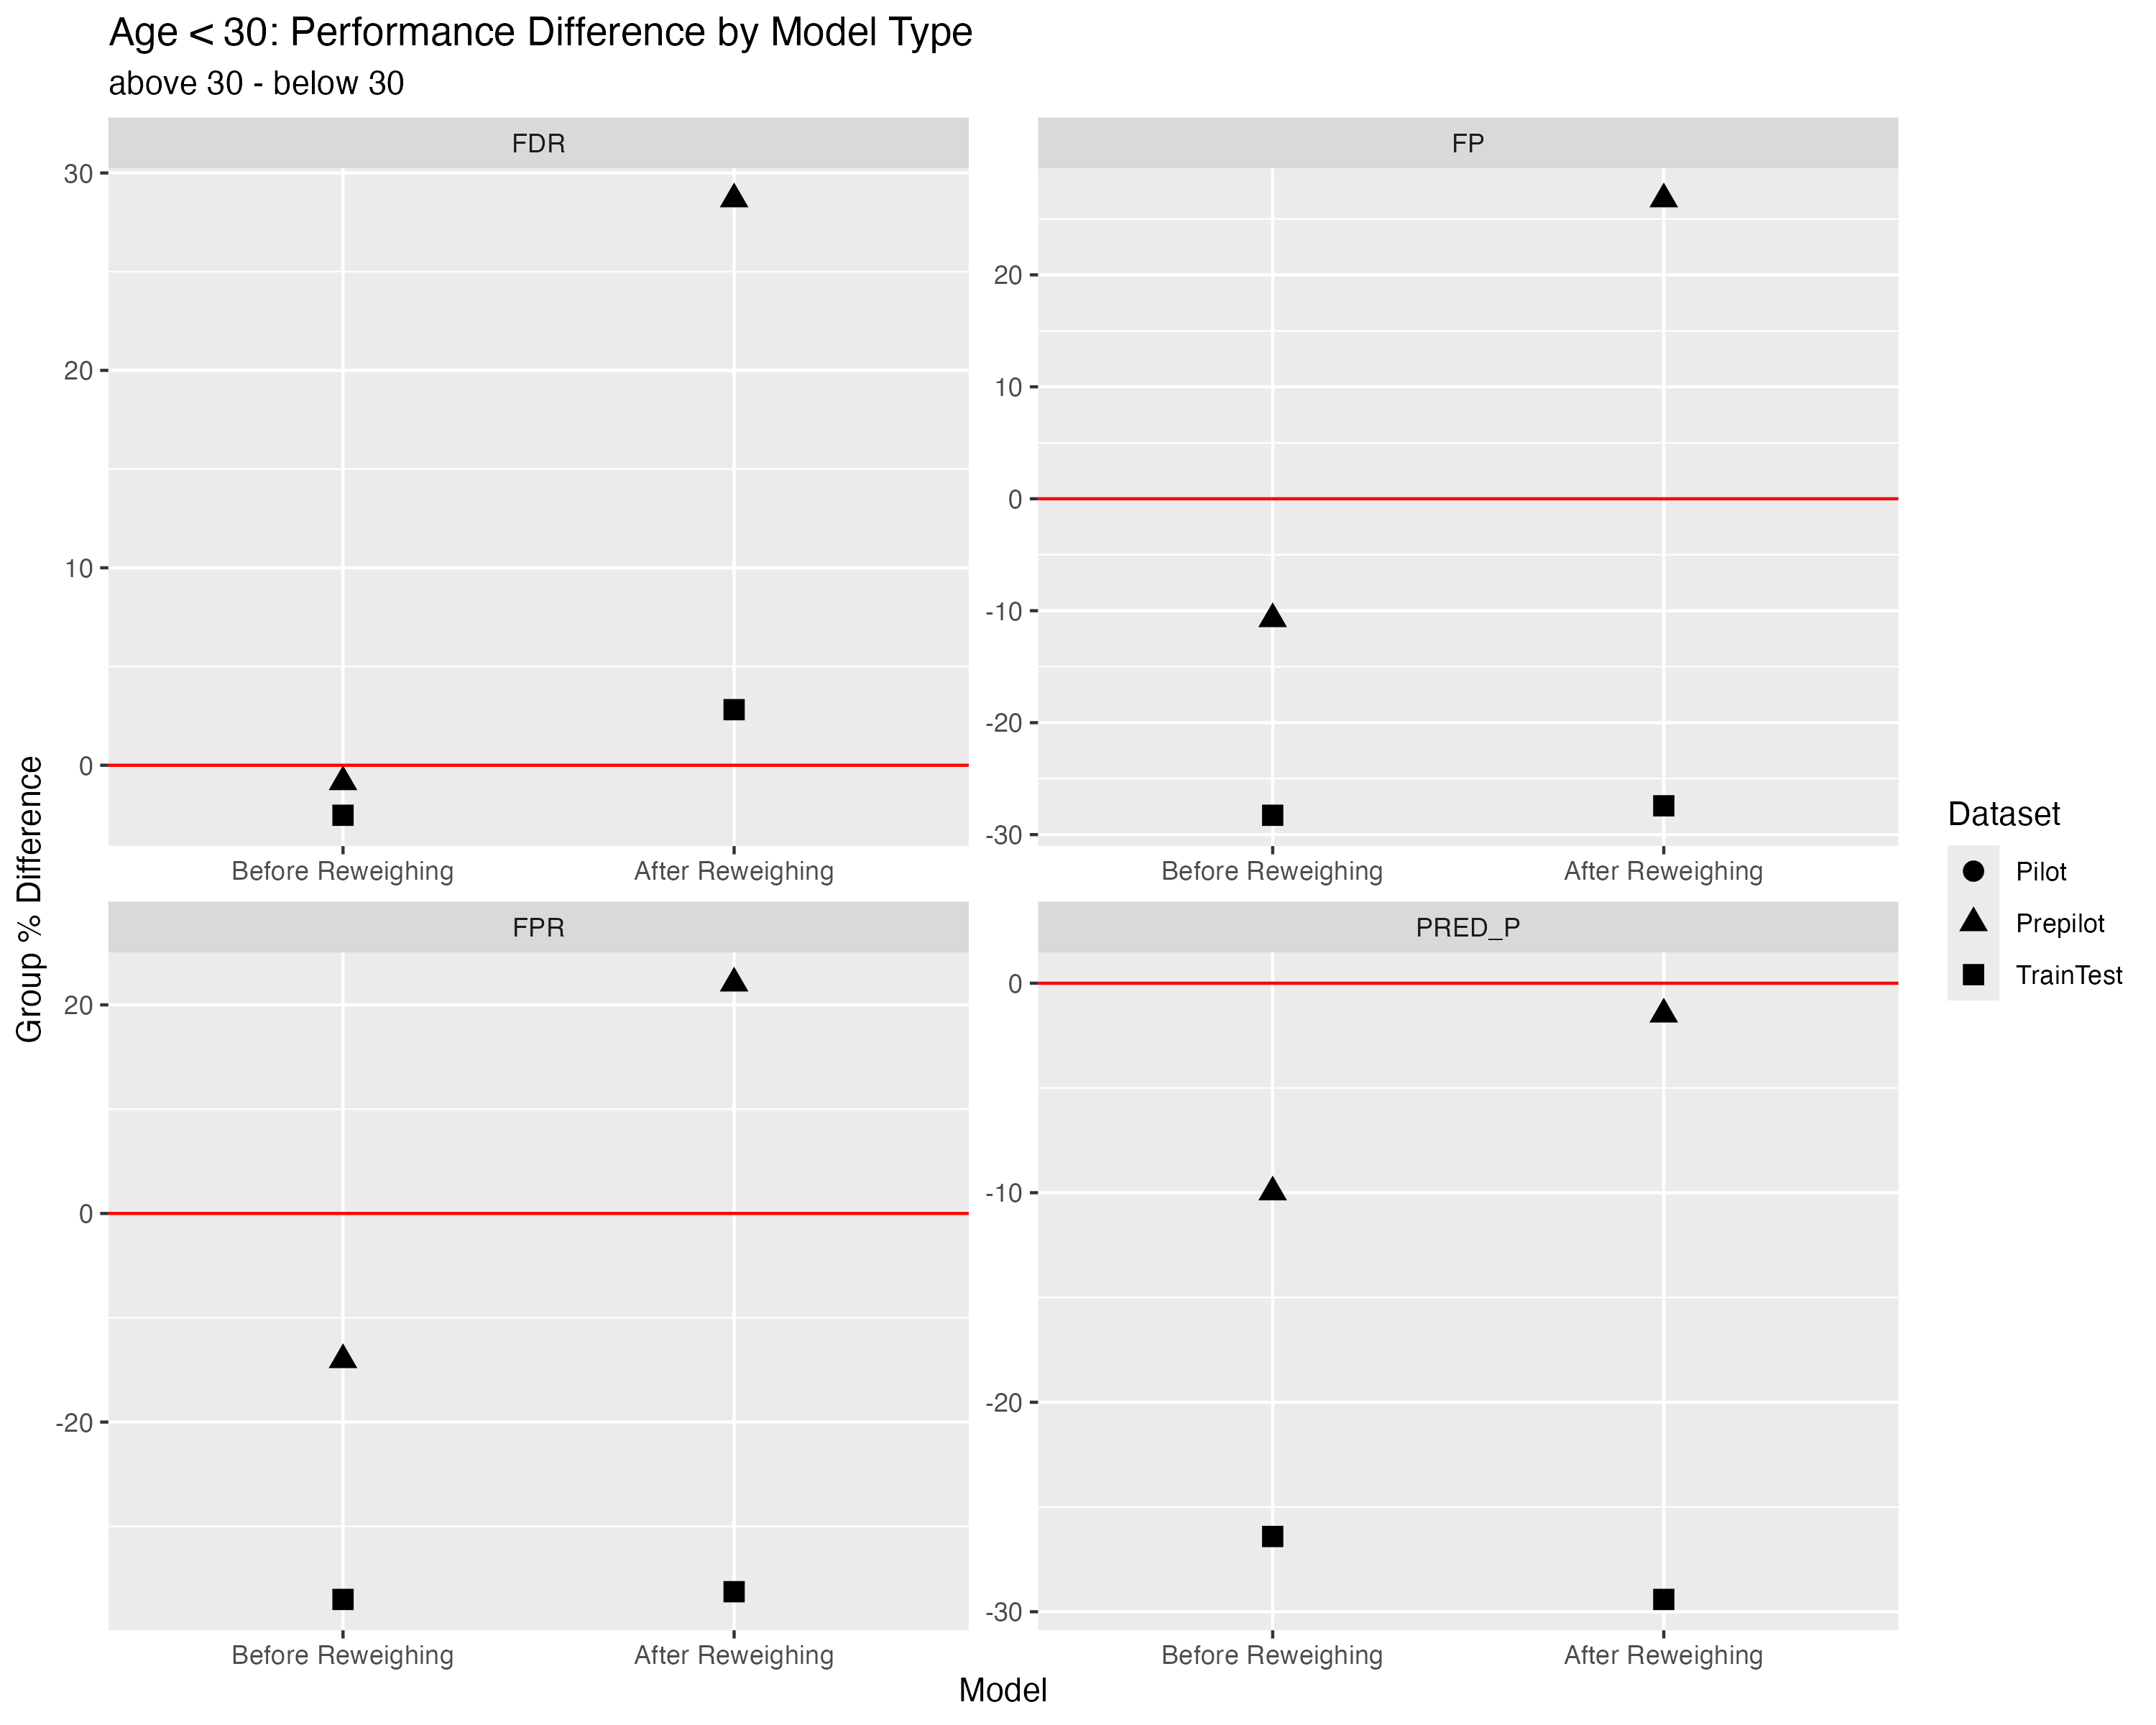 Age < 30: Performance Difference by Model Type
above 30 - below 30
FDR
FP
30
20
10
0
20
10
0
-10
-20
-30
Before Reweighing
After Reweighing
Before Reweighing
After Reweighing
Group % Difference
FPR
PRED_P
20
0
-20
0
-10
-20
-30
Before Reweighing
After Reweighing
Before Reweighing
After Reweighing
Model
Dataset
Pilot
Prepilot
TrainTest